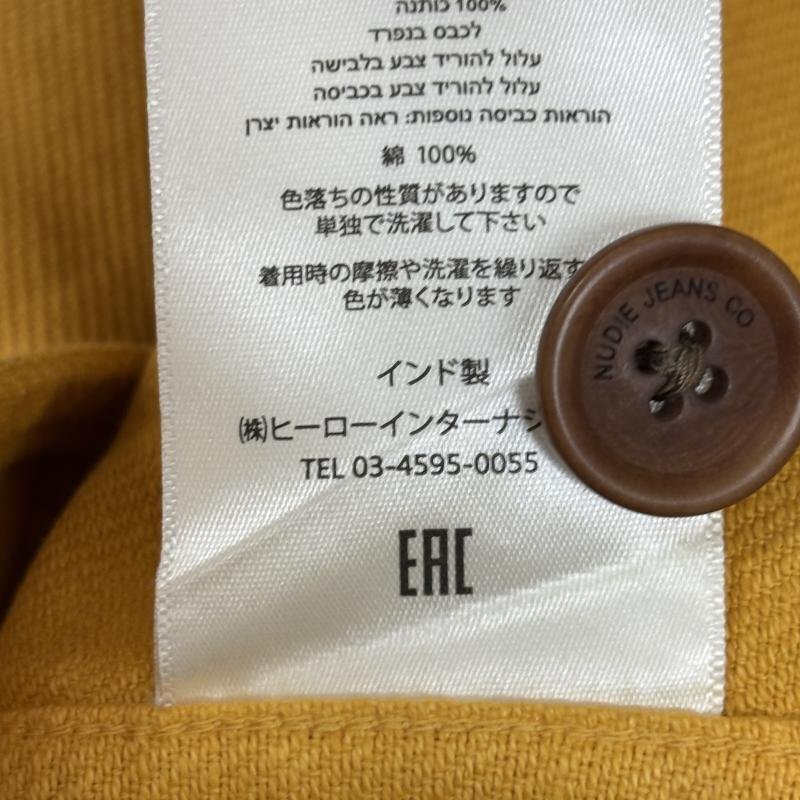 100% כותנה
לכבס בנפרד
עלול להוריד צבע בלבישה
עלול להוריד צבע בכביסה
הוראות כביסה נוספות: ראה הוראות יצרן
綿 100%
色落ちの性質がありますので
単独で洗濯して下さい
着用時の摩擦や洗濯を繰り返す
色が薄くなります
インド製
㈱ヒーローインターナシ
TEL 03-4595-0055
EAC
NUDIE JEANS CO